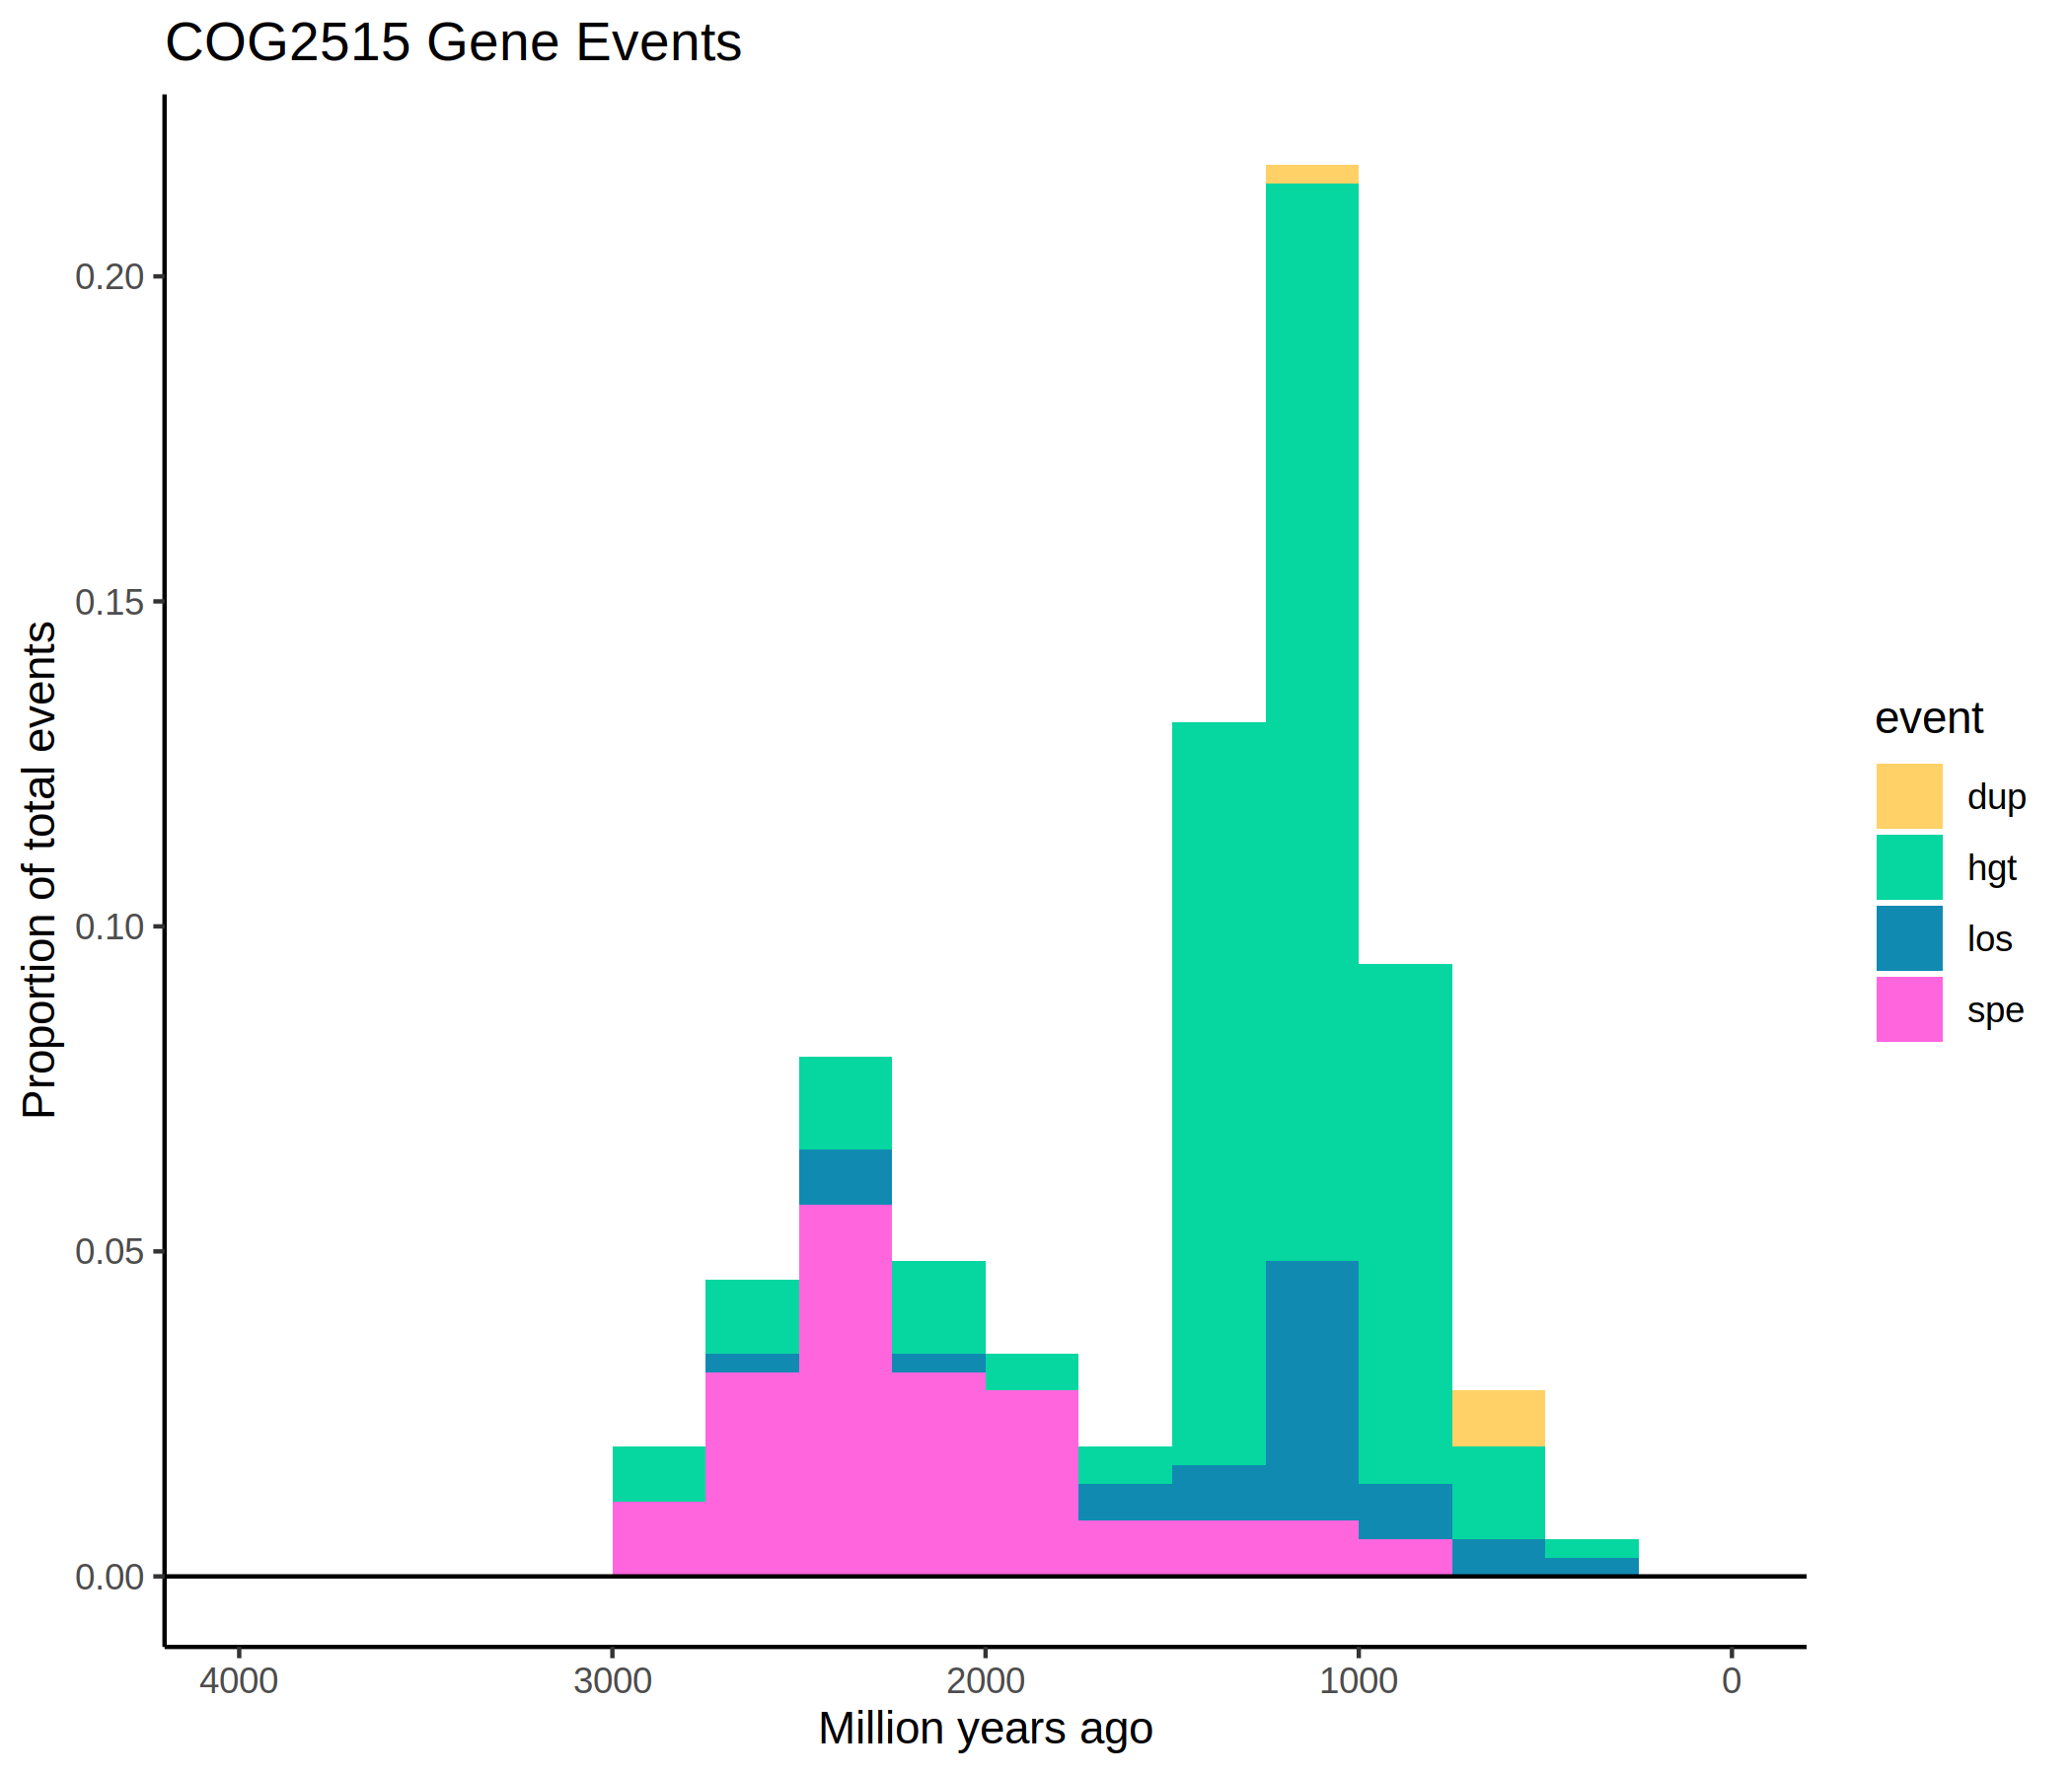 COG2515 Gene Events
Proportion of total events
0.20
0.15
0.10
0.05
0.00
4000 3000 2000 1000 0
Million years ago
event
dup
hgt
los
spe